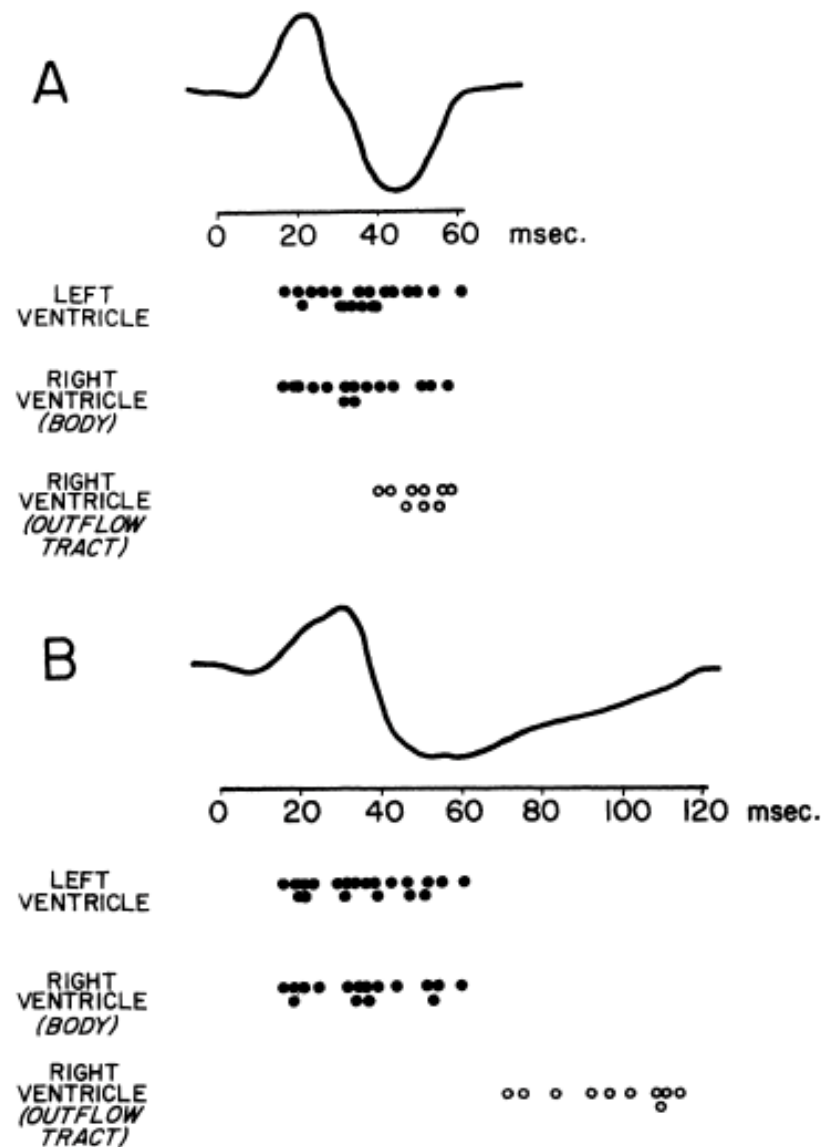 A
0 20 40 60 msec.
LEFT
VENTRICLE
RIGHT
VENTRICLE
(BODY)
RIGHT
VENTRICLE
(OUTFLOW
TRACT)
B
0 20 40 60 80 100 120 msec.
LEFT
VENTRICLE
RIGHT
VENTRICLE
(BODY)
RIGHT
VENTRICLE
(OUTFLOW
TRACT)